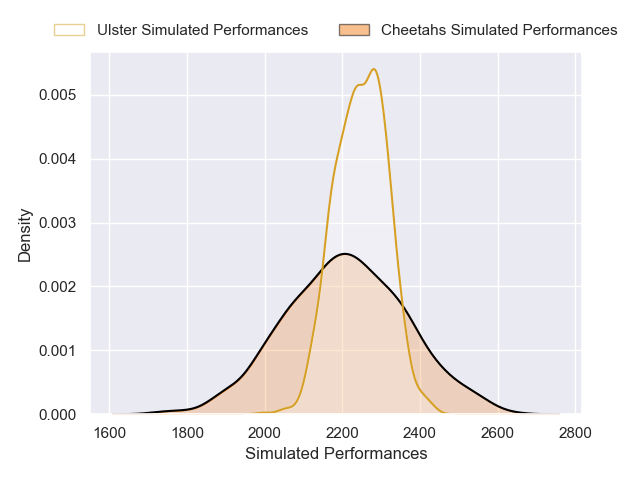 Ulster Simulated Performances Cheetahs Simulated Performances
0.005
0.004
0.003
0.002
0.001
0.000
Density
1600 1800 2000 2200 2400 2600 2800
Simulated Performances